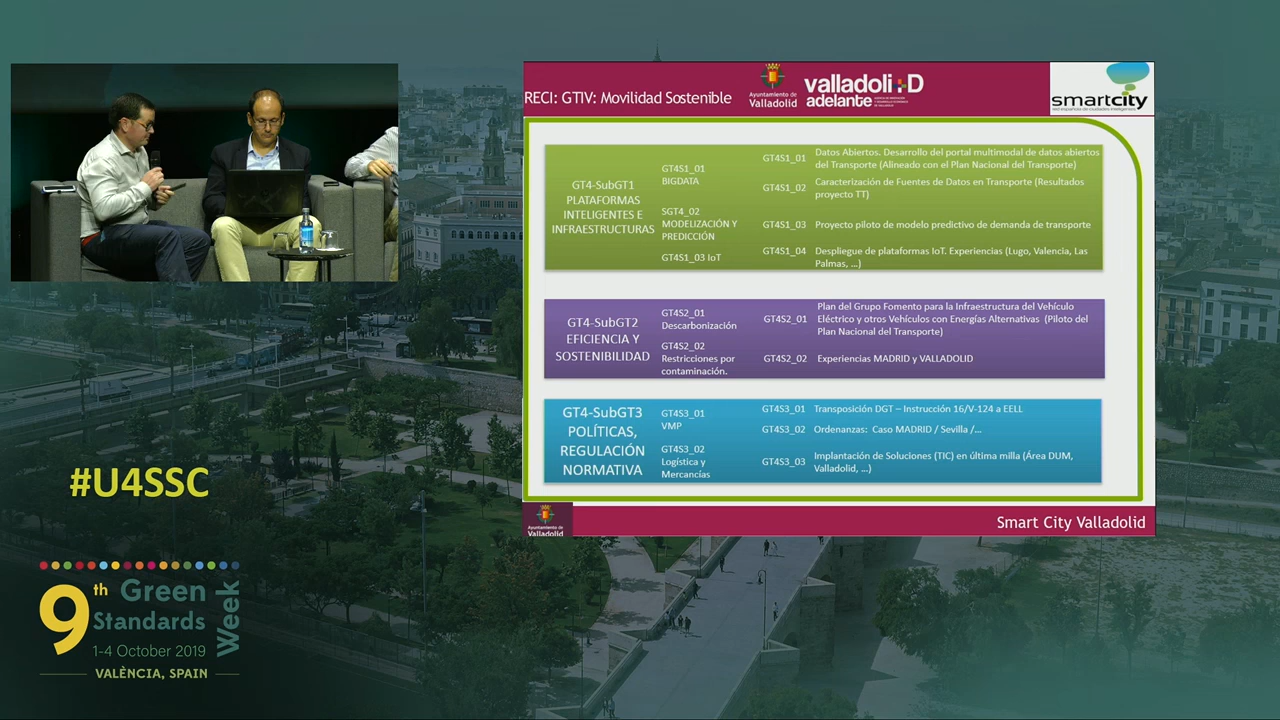 RECI: GTIV: Movilidad Sostenible
Ayuntamiento de
Valladolid
valladoli+D
adelante
smartcity
GT4-SubGT1
PLATAFORMAS
INTELIGENTES E
INFRAESTRUCTURAS
GT4S1_01
BIGDATA
SGT4_02
MODELIZACIÓN Y
PREDICCIÓN
GT4S1_03 IoT
GT4S1_01
Datos Abiertos. Desarrollo del portal multimodal de datos abiertos
del Transporte (Alineado con el Plan Nacional del Transporte)
GT4S1_02
Caracterización de Fuentes de Datos en Transporte (Resultados
proyecto TT)
GT4S1_03
Proyecto piloto de modelo predictivo de demanda de transporte
GT4S1_04
Despliegue de plataformas IoT. Experiencias (Lugo, Valencia, Las
Palmas, ...)
GT4-SubGT2
EFICIENCIA Y
SOSTENIBILIDAD
GT4S2_01
Descarbonización
GT4S2_02
Restricciones por
contaminación.
GT4S2_01
Plan del Grupo Fomento para la Infraestructura del Vehículo
Eléctrico y otros Vehículos con Energías Alternativas (Piloto del
Plan Nacional del Transporte)
GT4S2_02
Experiencias MADRID y VALLADOLID
GT4-SubGT3
POLÍTICAS,
REGULACIÓN
NORMATIVA
GT4S3_01
VMP
GT4S3_02
Logística y
Mercancías
GT4S3_01
Transposición DGT – Instrucción 16/V-124 a EELL
GT4S3_02
Ordenanzas: Caso MADRID / Sevilla /...
GT4S3_03
Implantación de Soluciones (TIC) en última milla (Área DUM,
Valladolid, ...)
Ayuntamiento de
Valladolid
Smart City Valladolid
#U4SSC
9th Green
Standards
Week
1-4 October 2019
VALÈNCIA, SPAIN